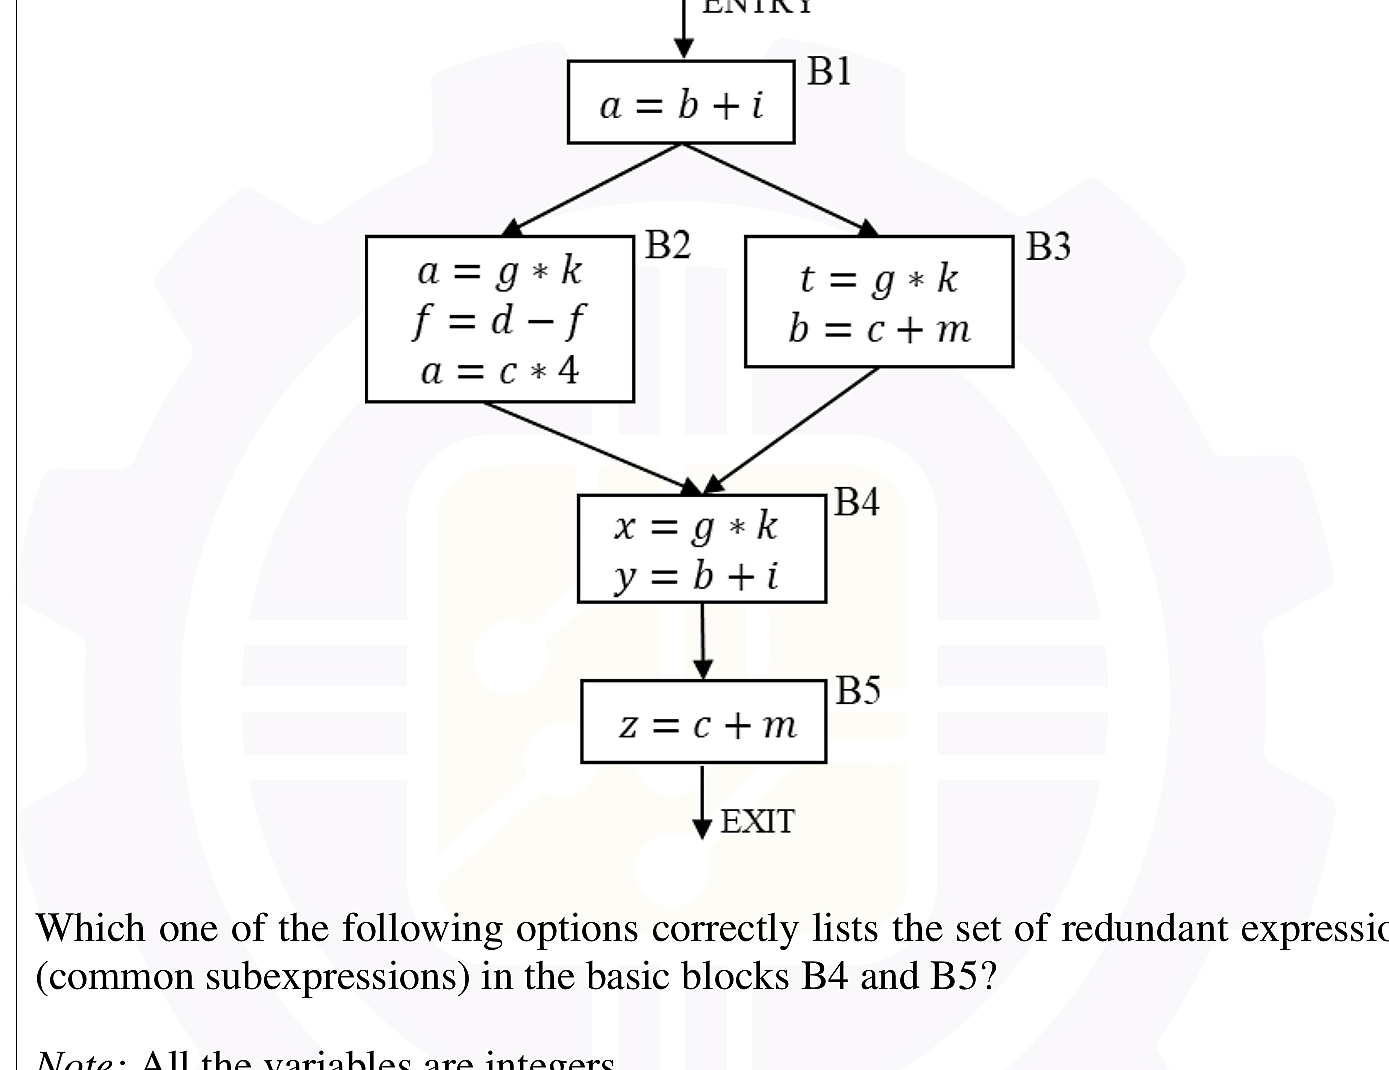 ENTRY
B1
a = b + i
B2
a = g * k
f = d − f
a = c * 4
B3
t = g * k
b = c + m
B4
x = g * k
y = b + i
B5
z = c + m
EXIT
Which one of the following options correctly lists the set of redundant expressio
(common subexpressions) in the basic blocks B4 and B5?
Note: All the variables are integers